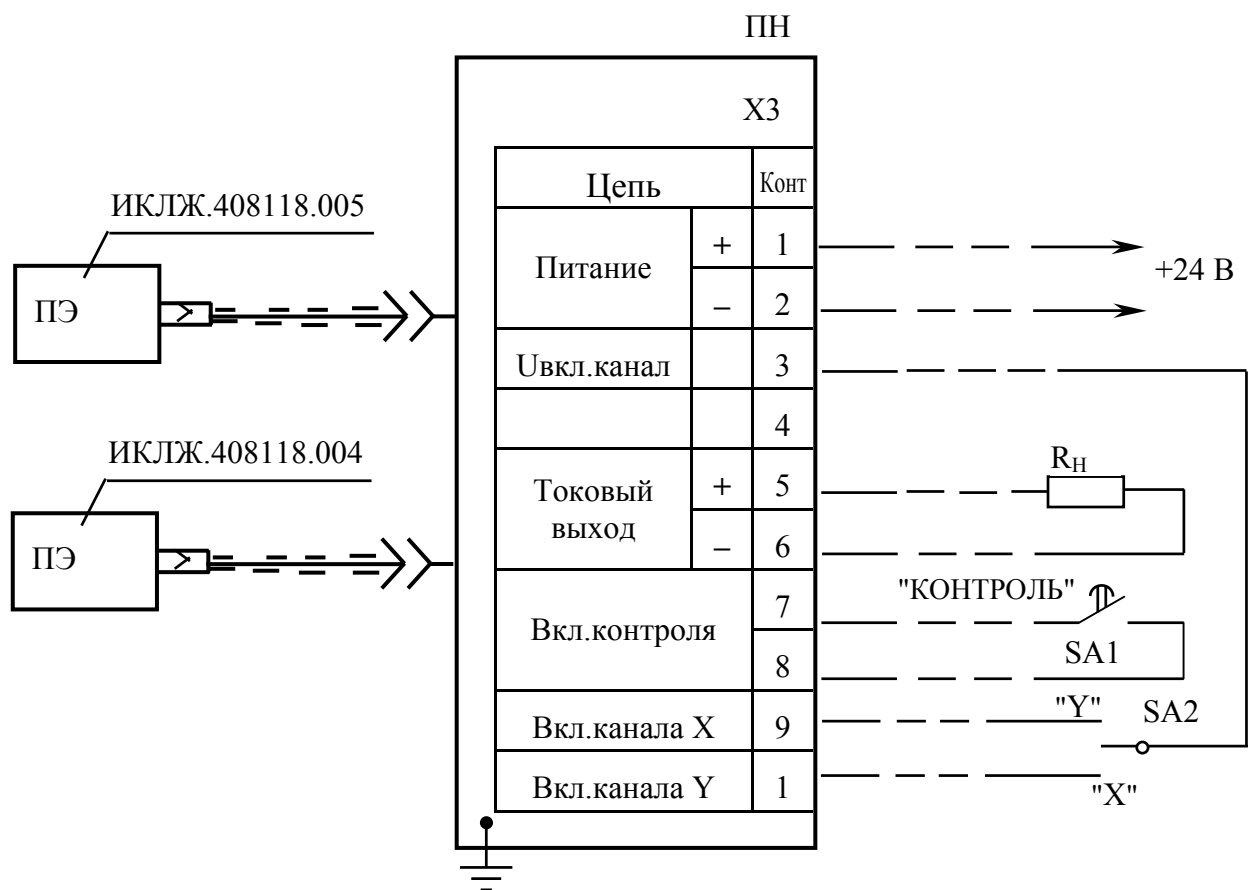 ПН
X3
Цепь Конт
ИКЛЖ.408118.005
ПЭ
Питание + 1
– 2
+24 В
Uвкл.канал 3
4
ИКЛЖ.408118.004
ПЭ
Токовый выход + 5
– 6
RН
Вкл.контроля 7
8
"КОНТРОЛЬ"
SA1
Вкл.канала X 9
"Y" SA2
Вкл.канала Y 1
"X"